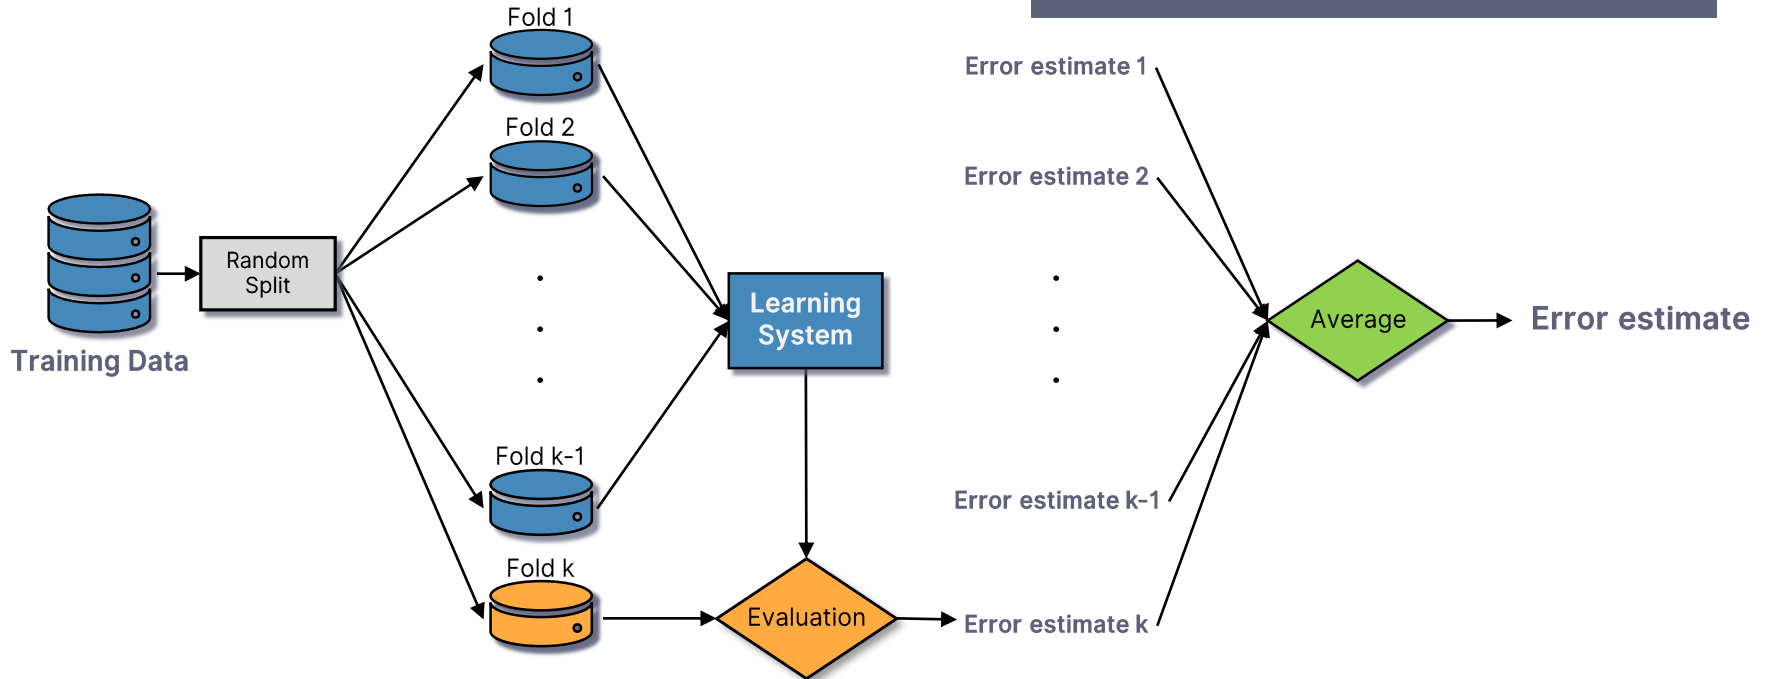 Fold 1
Error estimate 1
Fold 2
Error estimate 2
Random
Split
Training Data
Learning
System
Average
Error estimate
Fold k-1
Error estimate k-1
Fold k
Evaluation
Error estimate k